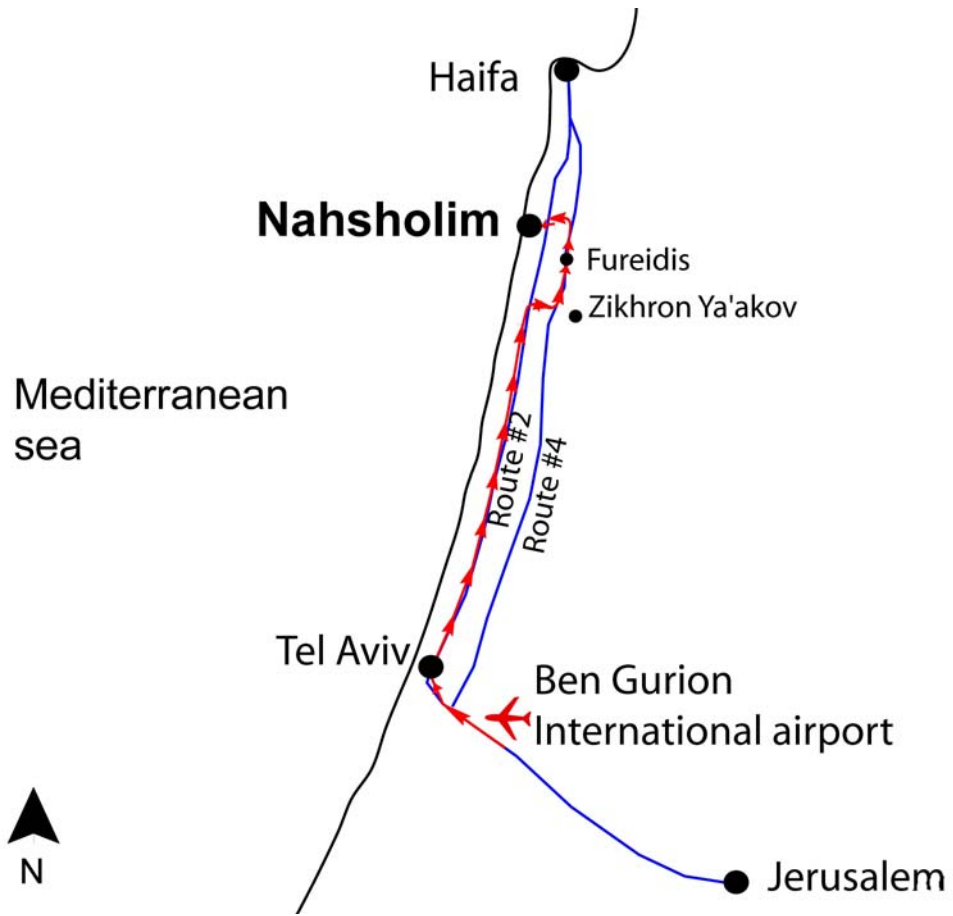 Haifa
Nahsholim
Fureidis
Zikhron Ya'akov
Mediterranean
sea
Route #2
Route #4
Tel Aviv
Ben Gurion
International airport
N
Jerusalem